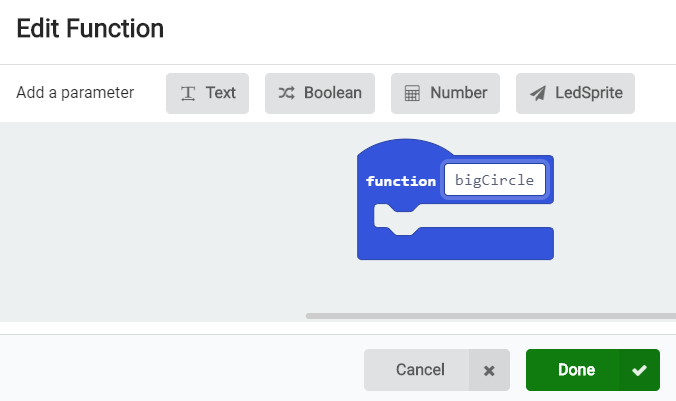 Edit Function
Add a parameter Text Boolean Number LedSprite
function bigCircle
Cancel Done